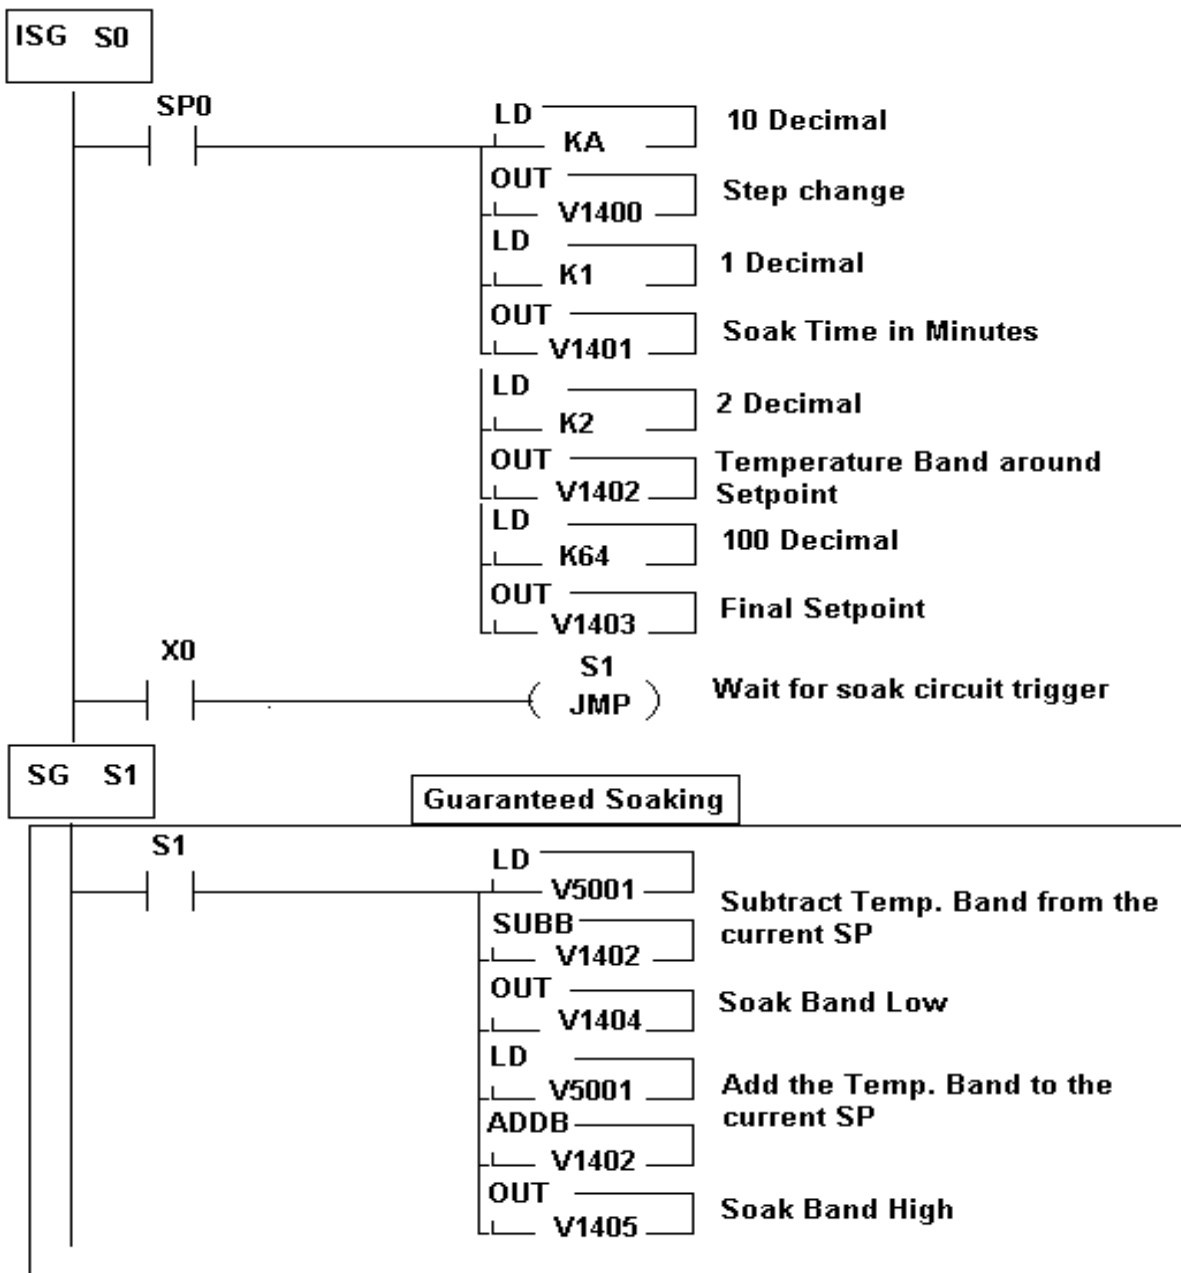 ISG S0
SP0
LD
KA
10 Decimal
OUT
V1400
Step change
LD
K1
1 Decimal
OUT
V1401
Soak Time in Minutes
LD
K2
2 Decimal
OUT
V1402
Temperature Band around
Setpoint
LD
K64
100 Decimal
OUT
V1403
Final Setpoint
X0
S1
JMP
Wait for soak circuit trigger
SG S1
Guaranteed Soaking
S1
LD
V5001
SUBB
V1402
Subtract Temp. Band from the
current SP
OUT
V1404
Soak Band Low
LD
V5001
ADDB
V1402
Add the Temp. Band to the
current SP
OUT
V1405
Soak Band High